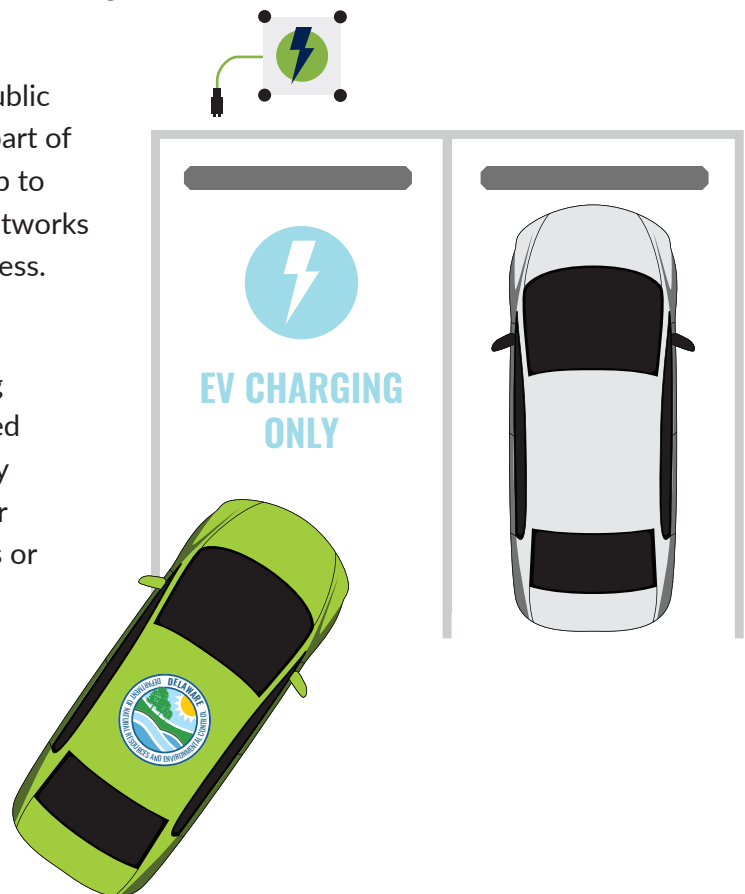 ublic
art of
to
tworks
ess.
ed
y
r
s or
EV CHARGING
ONLY
DELAWARE
DEPARTMENT OF NATURAL RESOURCES AND ENVIRONMENTAL CONTROL